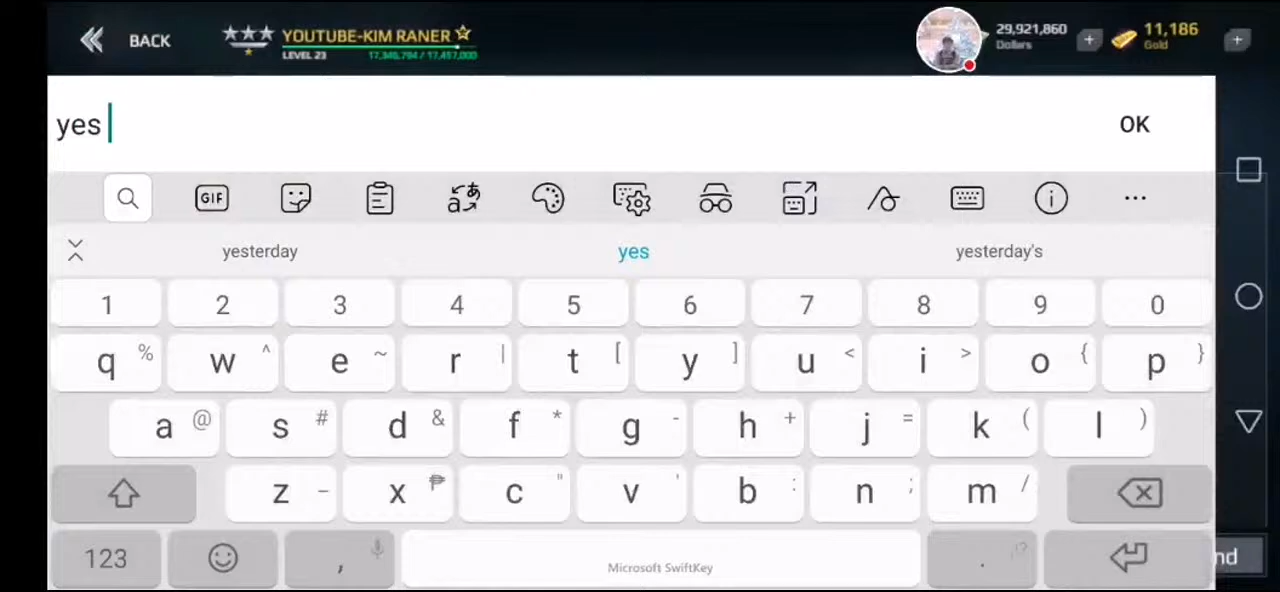 BACK
YOUTUBE-KIM RANER
LEVEL 23
29,921,860
Dollars
11,186
Gold
yes
OK
GIF
yesterday yes yesterday's
1 2 3 4 5 6 7 8 9 0
q % w ^ e ~ r | t [ y ] u < i > o { p }
a @ s # d & f * g - h + j = k ( l )
z _ x ₱ c " v ' b : n ; m /
123 , Microsoft SwiftKey . !? nd